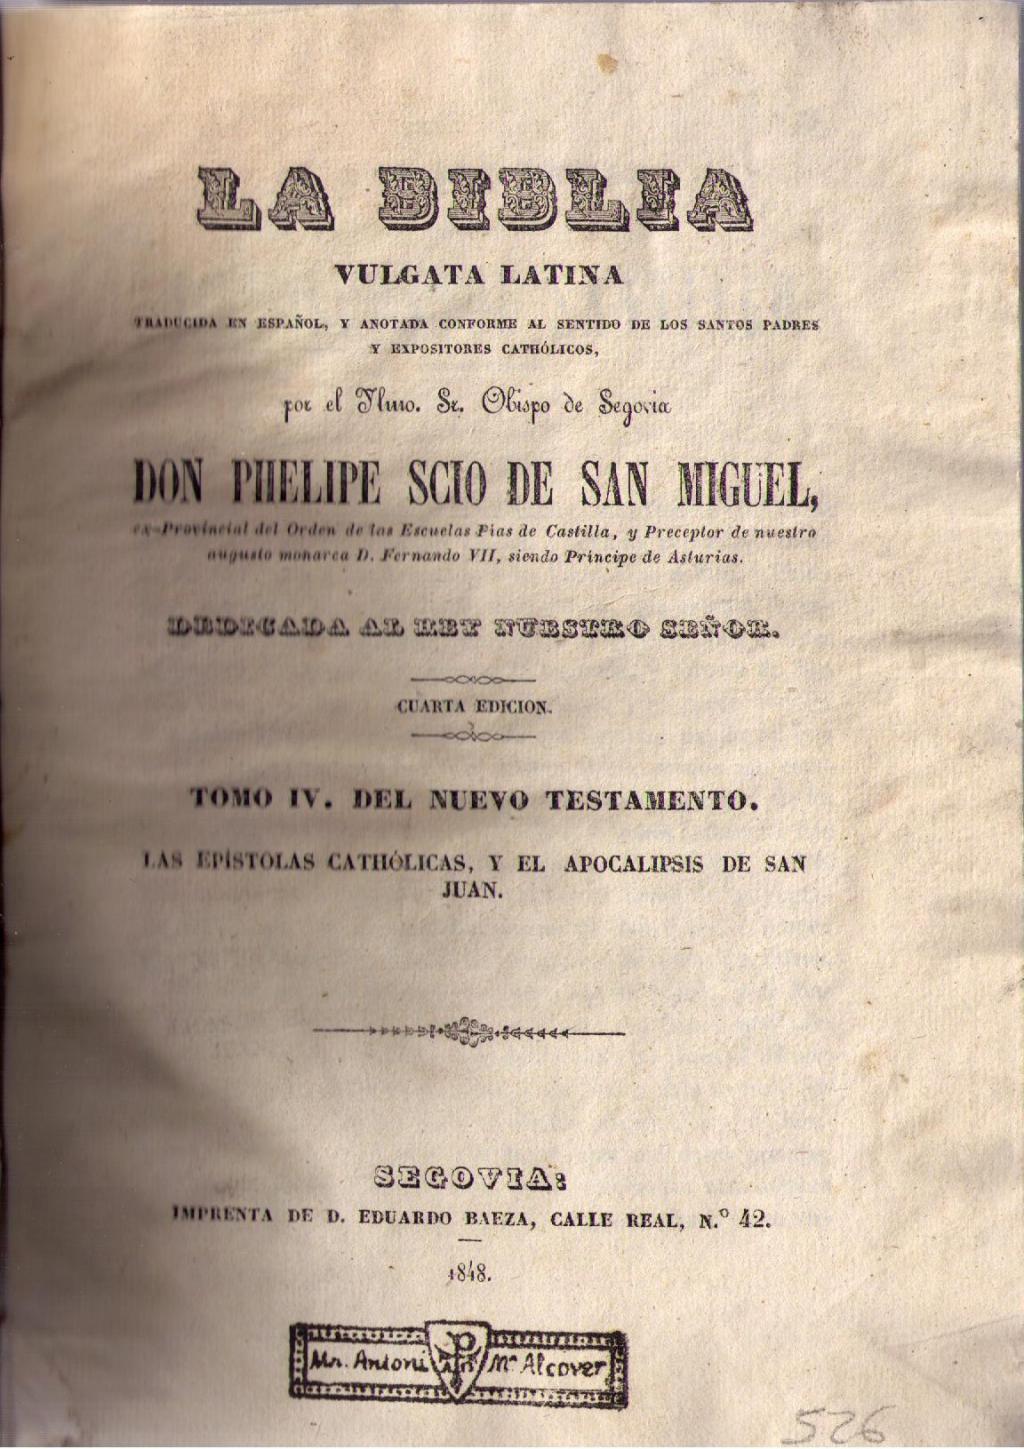 LA BIBLIA
VULGATA LATINA
TRADUCIDA EN ESPAÑOL, Y ANOTADA CONFORME AL SENTIDO DE LOS SANTOS PADRES
Y EXPOSITORES CATHÓLICOS,
por el Ilmo. Sr. Obispo de Segovia
DON PHELIPE SCIO DE SAN MIGUEL,
ex-Provincial del Orden de las Escuelas Pias de Castilla, y Preceptor de nuestro
augusto monarca D. Fernando VII, siendo Principe de Asturias.
DEDICADA AL REY NUESTRO SEÑOR.
CUARTA EDICION.
TOMO IV. DEL NUEVO TESTAMENTO.
LAS EPÍSTOLAS CATHÓLICAS, Y EL APOCALIPSIS DE SAN
JUAN.
SEGOVIA:
IMPRENTA DE D. EDUARDO BAEZA, CALLE REAL, N.º 42.
1848.
Mn. Antoni Mª Alcover
526